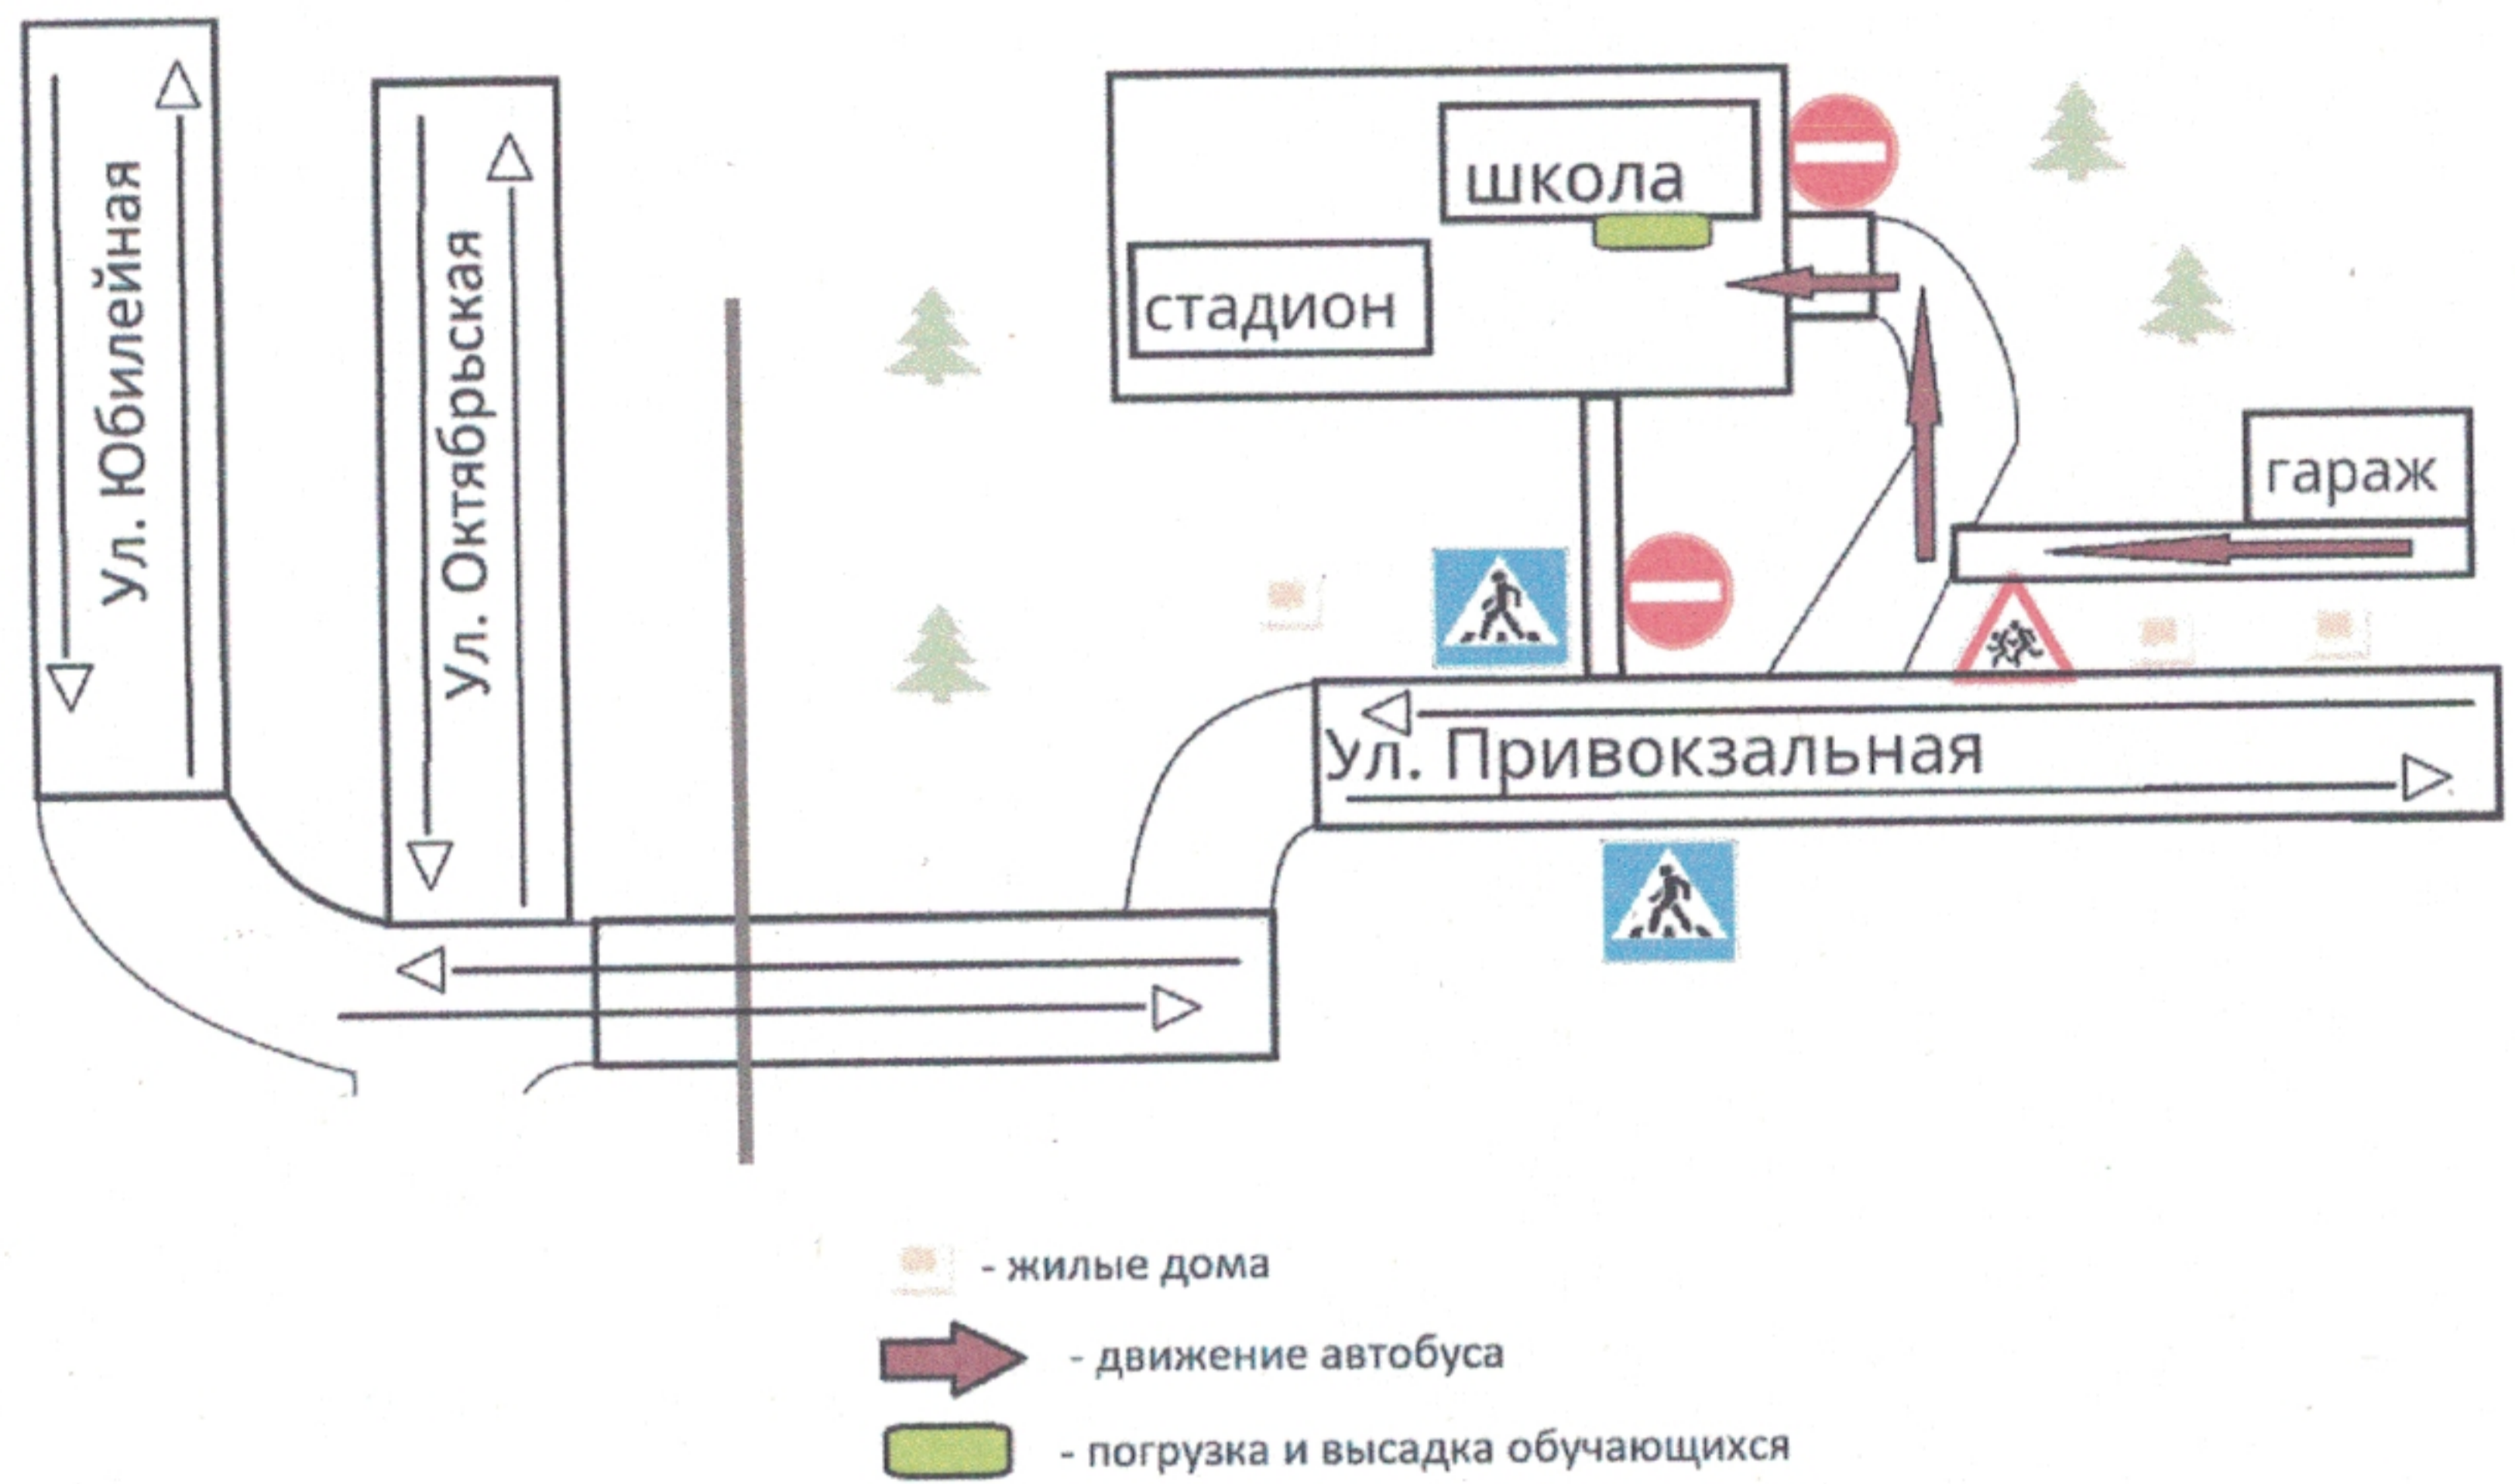 Ул. Юбилейная
Ул. Октябрьская
школа
стадион
гараж
Ул. Привокзальная
- жилые дома
- движение автобуса
- погрузка и высадка обучающихся